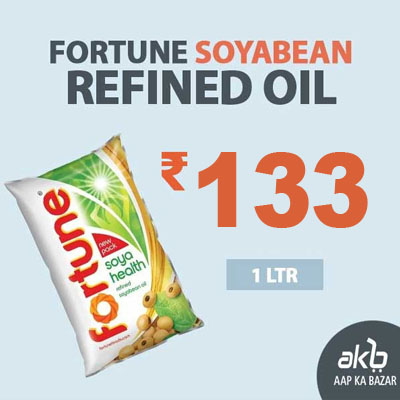 FORTUNE SOYABEAN
REFINED OIL
₹133
1 LTR
fortune
new
pack
soya
health
refined
soyabean oil
akb
AAP KA BAZAR